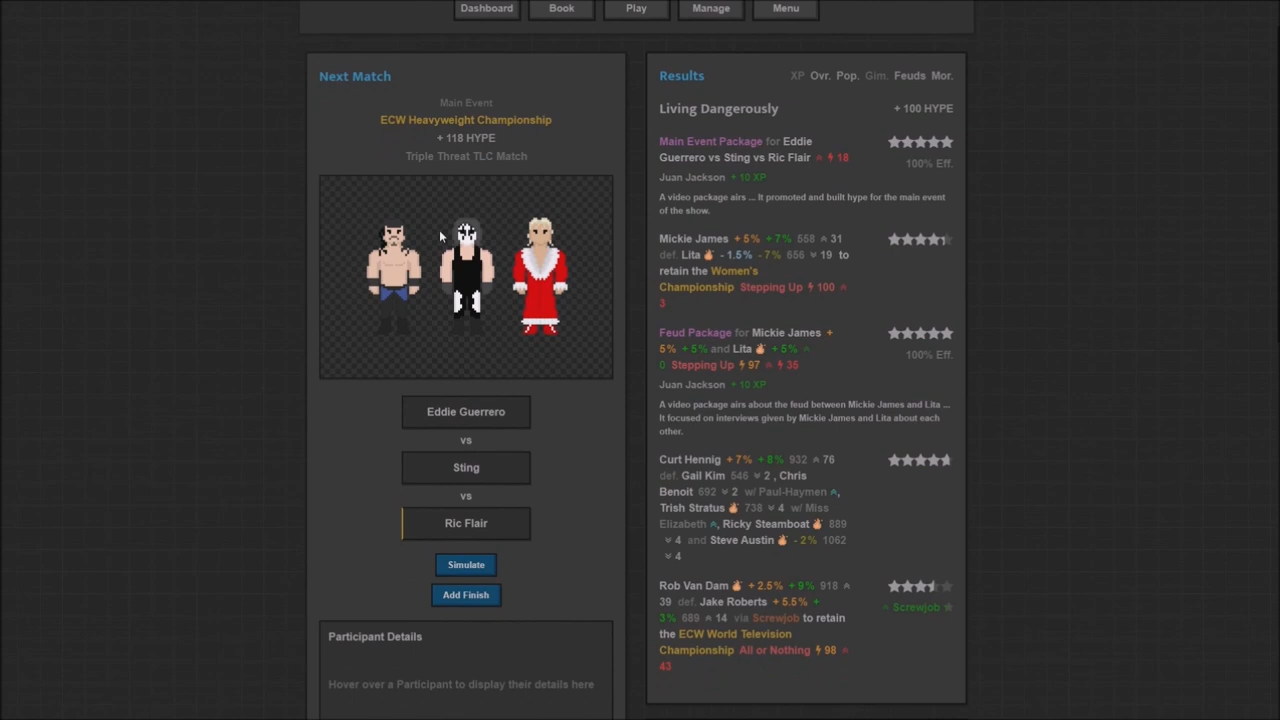 Dashboard
Book
Play
Manage
Menu
Next Match
Main Event
ECW Heavyweight Championship
+ 118 HYPE
Triple Threat TLC Match
Eddie Guerrero
vs
Sting
vs
Ric Flair
Simulate
Add Finish
Participant Details
Hover over a Participant to display their details here
Results
XP Ovr. Pop. Gim. Feuds Mor.
Living Dangerously
+ 100 HYPE
Main Event Package for Eddie
Guerrero vs Sting vs Ric Flair 18
100% Eff.
Juan Jackson + 10 XP
A video package airs ... It promoted and built hype for the main event
of the show.
Mickie James + 5% + 7% 558 31
def. Lita - 1.5% - 7% 656 19 to
retain the Women's
Championship Stepping Up 100
3
Feud Package for Mickie James +
5% + 5% and Lita + 5%
0 Stepping Up 97 35
100% Eff.
Juan Jackson + 10 XP
A video package airs about the feud between Mickie James and Lita ...
It focused on interviews given by Mickie James and Lita about each
other.
Curt Hennig + 7% + 8% 932 76
def. Gail Kim 546 2 , Chris
Benoit 692 2 w/ Paul-Haymen ,
Trish Stratus 738 4 w/ Miss
Elizabeth , Ricky Steamboat 889
4 and Steve Austin - 2% 1062
4
Rob Van Dam + 2.5% + 9% 918
39 def. Jake Roberts + 5.5% +
3% 689 14 via Screwjob to retain
the ECW World Television
Championship All or Nothing 98
43
+ Screwjob